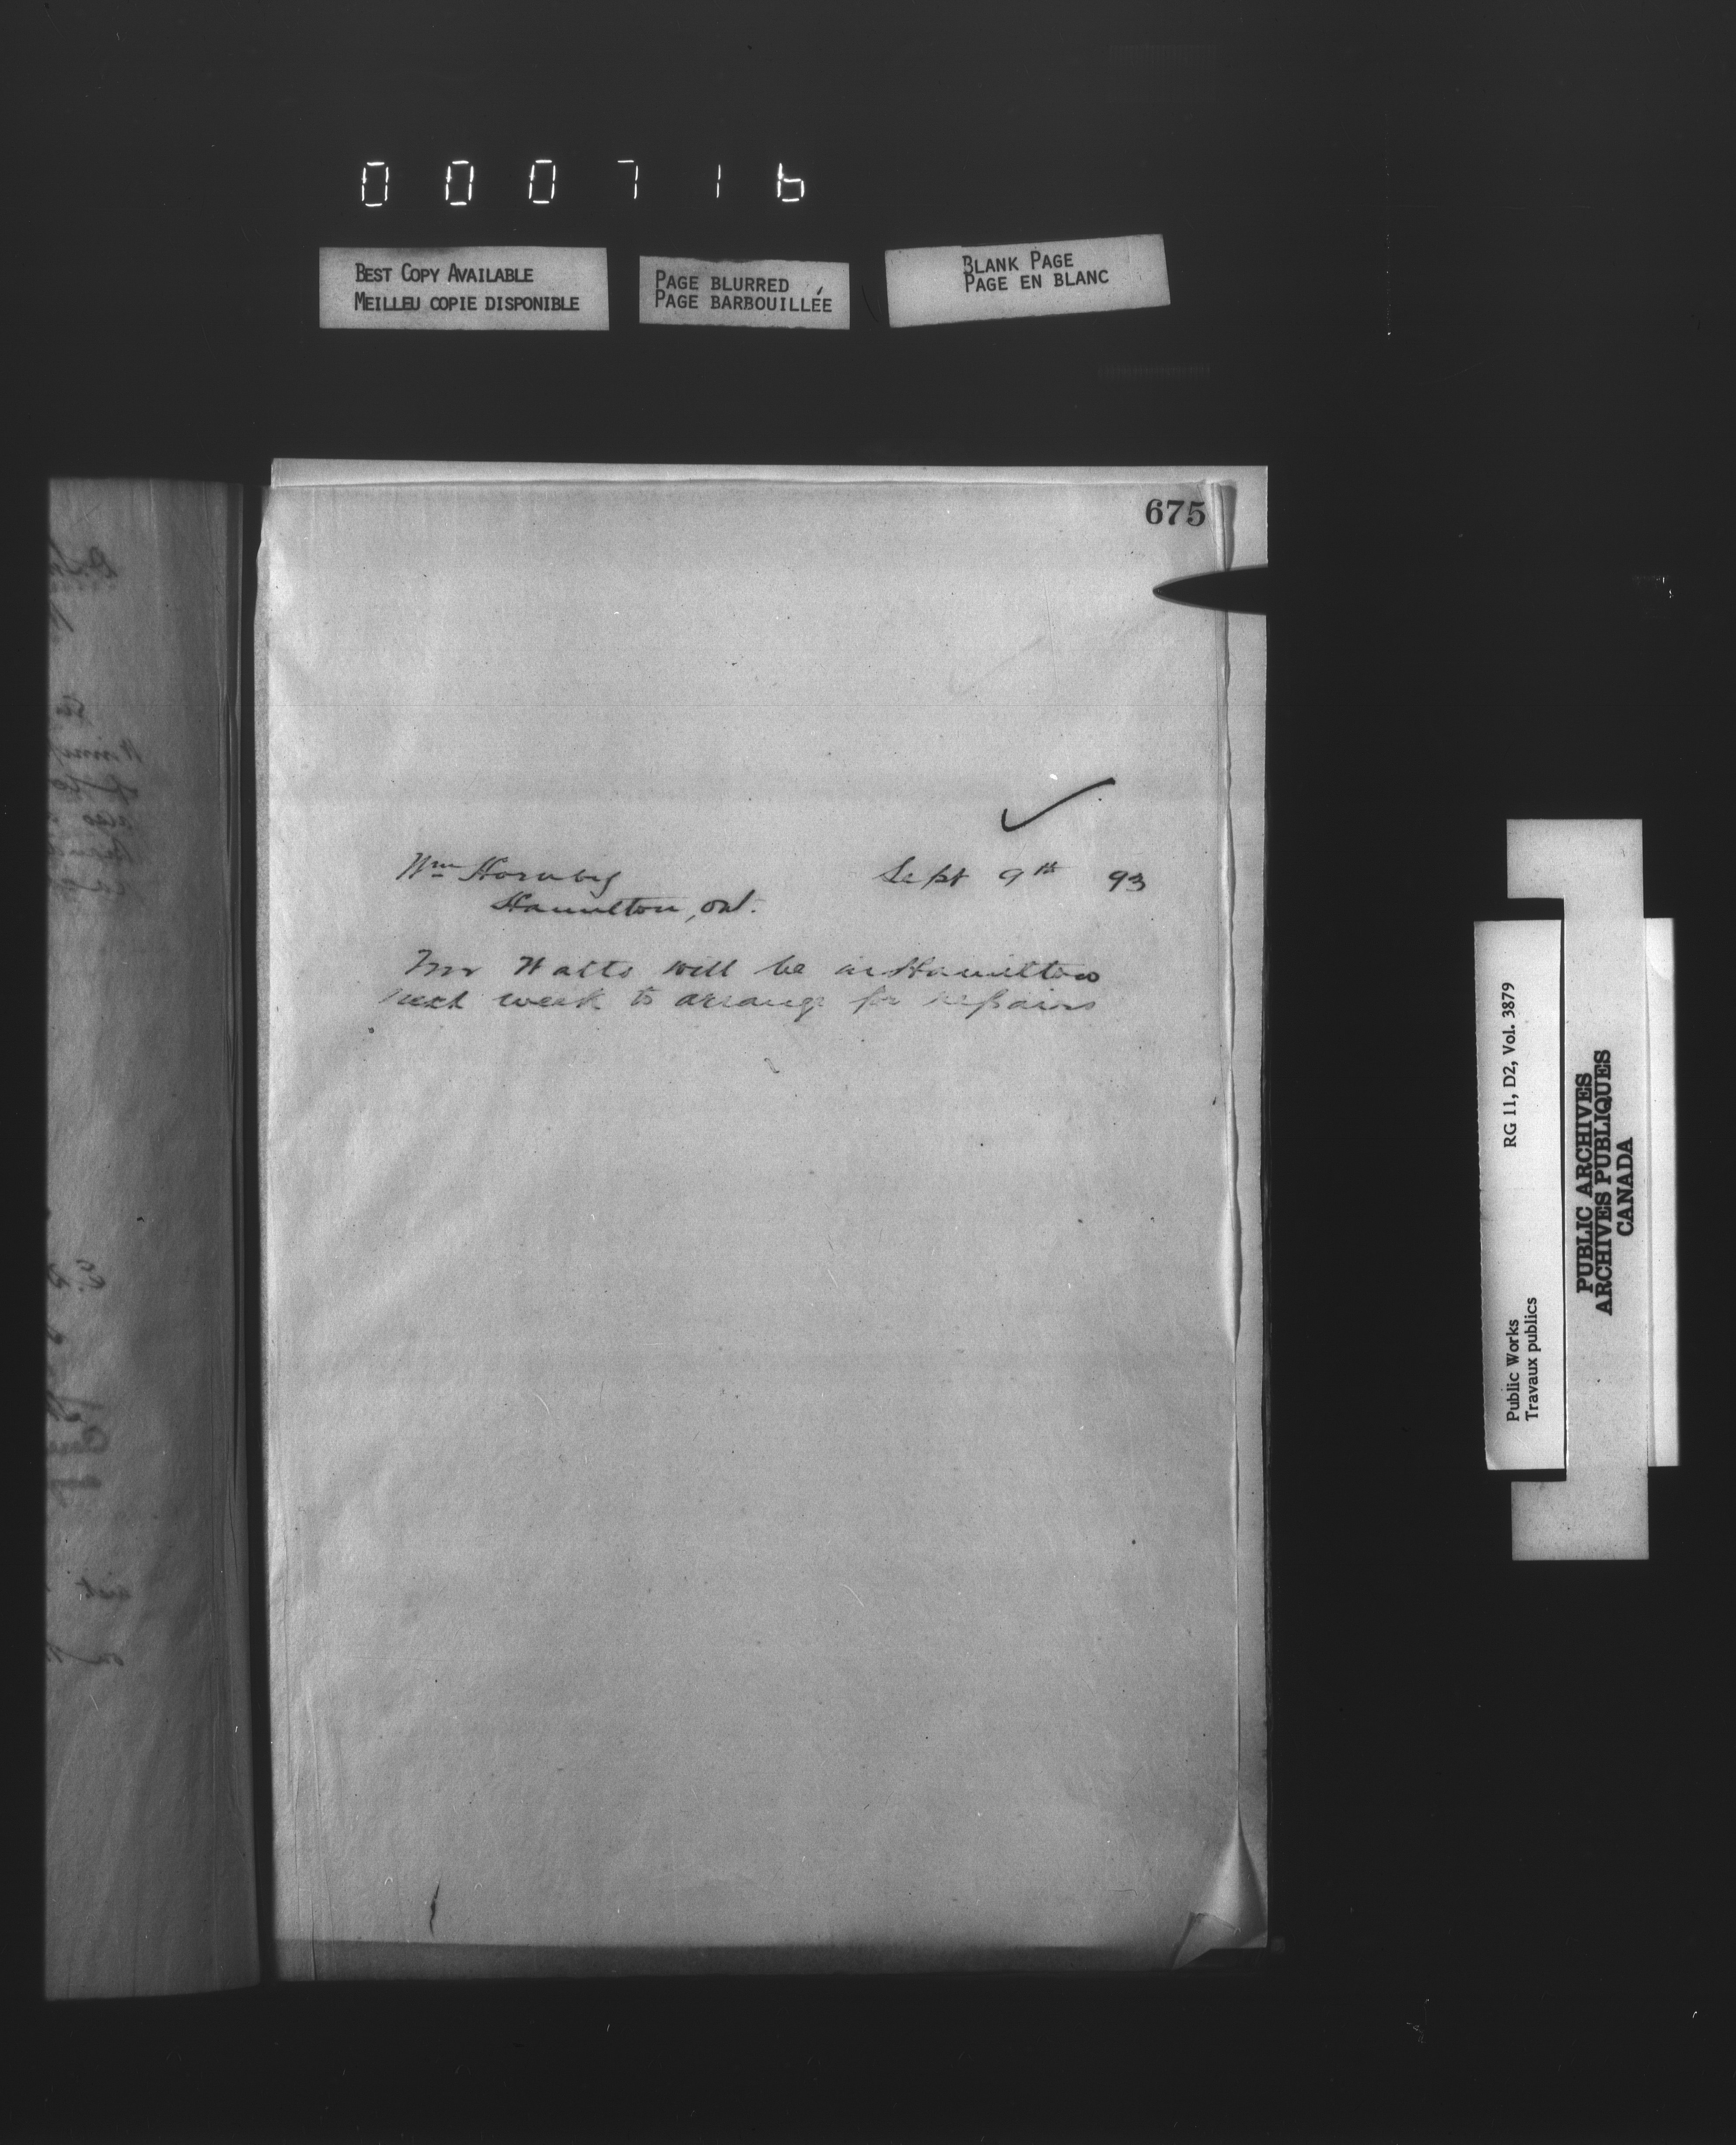 000716
BEST COPY AVAILABLE
MEILLEU COPIE DISPONIBLE
PAGE BLURRED
PAGE BARBOUILLÉE
BLANK PAGE
PAGE EN BLANC
675
Wm Hornby Sept 9th 93
Hamilton, Ont.
Mr Watts will be in Hamilton
next week to arrange for repairs
Public Works RG 11, D2, Vol. 3879
Travaux publics
PUBLIC ARCHIVES
ARCHIVES PUBLIQUES
CANADA